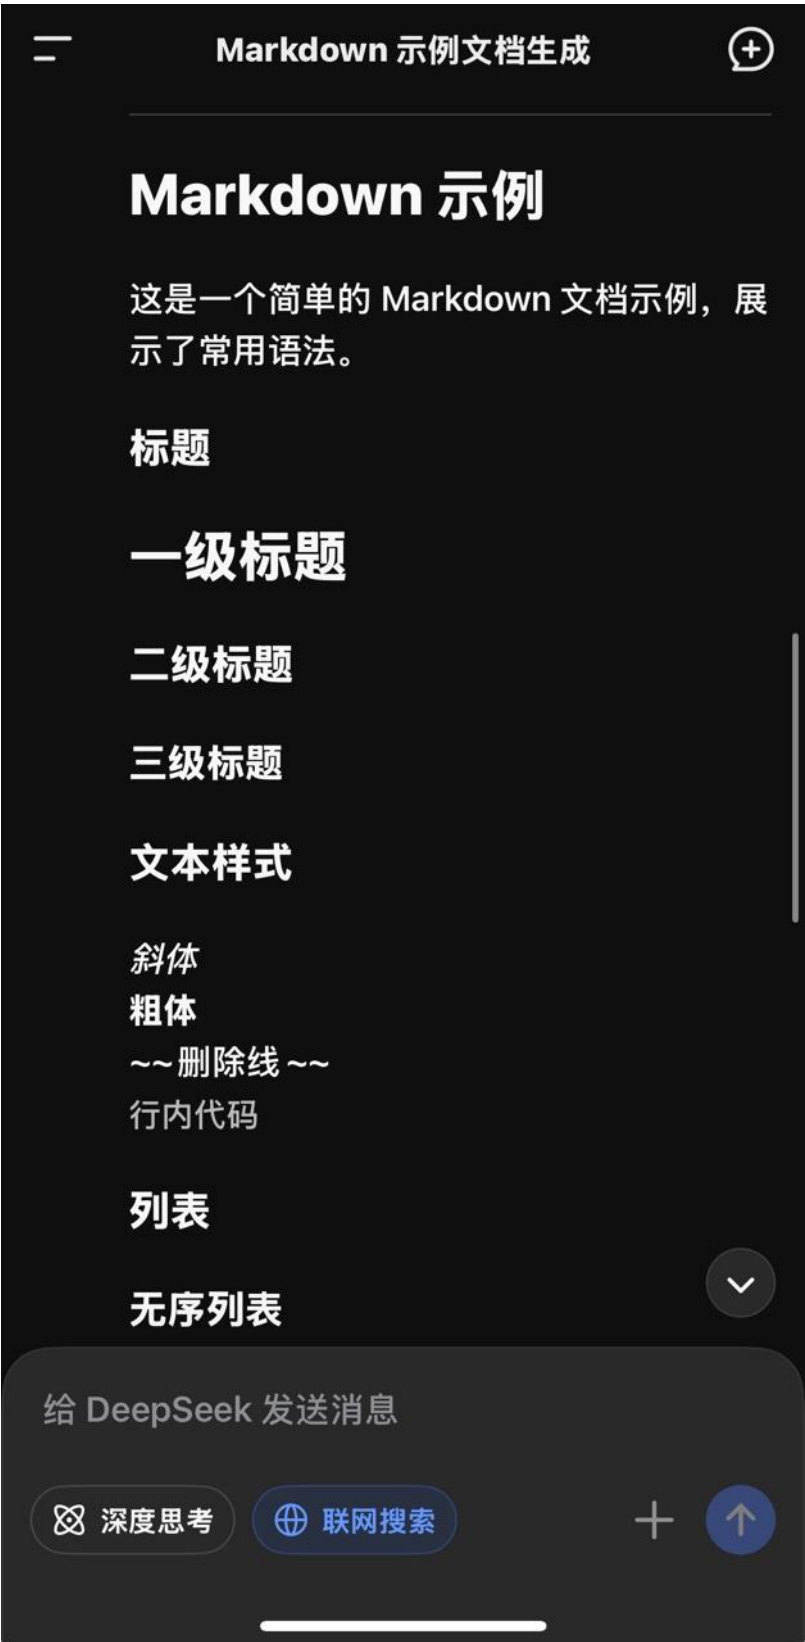 Markdown 示例文档生成
Markdown 示例
这是一个简单的 Markdown 文档示例，展
示了常用语法。
标题
一级标题
二级标题
三级标题
文本样式
斜体
粗体
~~删除线~~
行内代码
列表
无序列表
给 DeepSeek 发送消息
深度思考
联网搜索